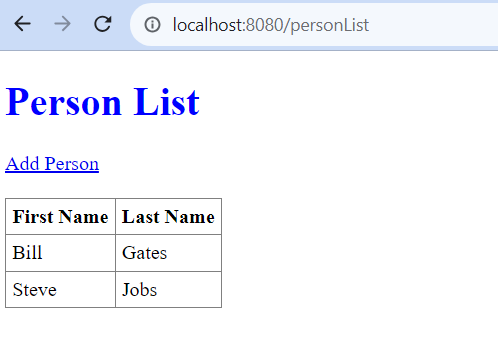 localhost:8080/personList
Person List
Add Person
First Name Last Name
Bill Gates
Steve Jobs